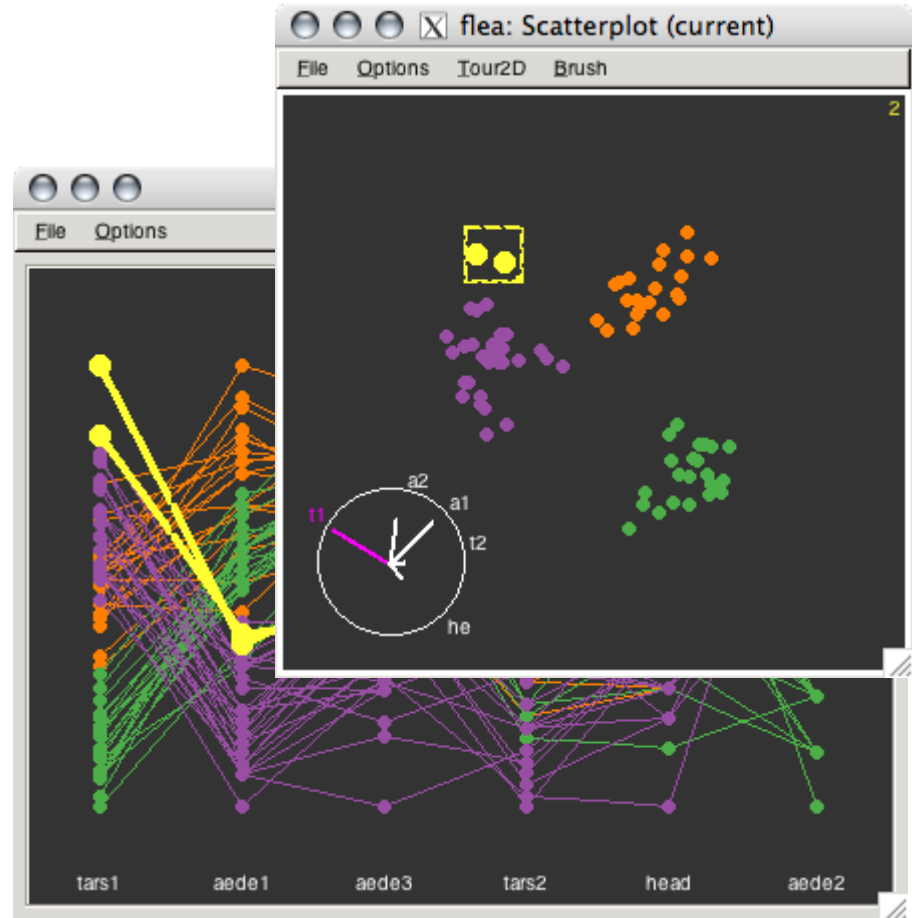 flea: Scatterplot (current)
File Options Tour2D Brush
2
File Options
a2
a1
t1
t2
he
tars1 aede1 aede3 tars2 head aede2